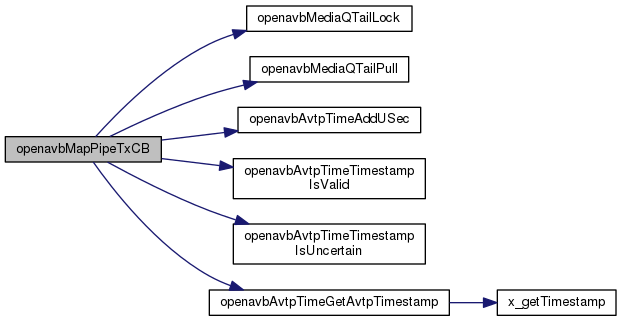 openavbMediaQTailLock
openavbMediaQTailPull
openavbAvtpTimeAddUSec
openavbMapPipeTxCB
openavbAvtpTimeTimestamp
IsValid
openavbAvtpTimeTimestamp
IsUncertain
openavbAvtpTimeGetAvtpTimestamp
x_getTimestamp